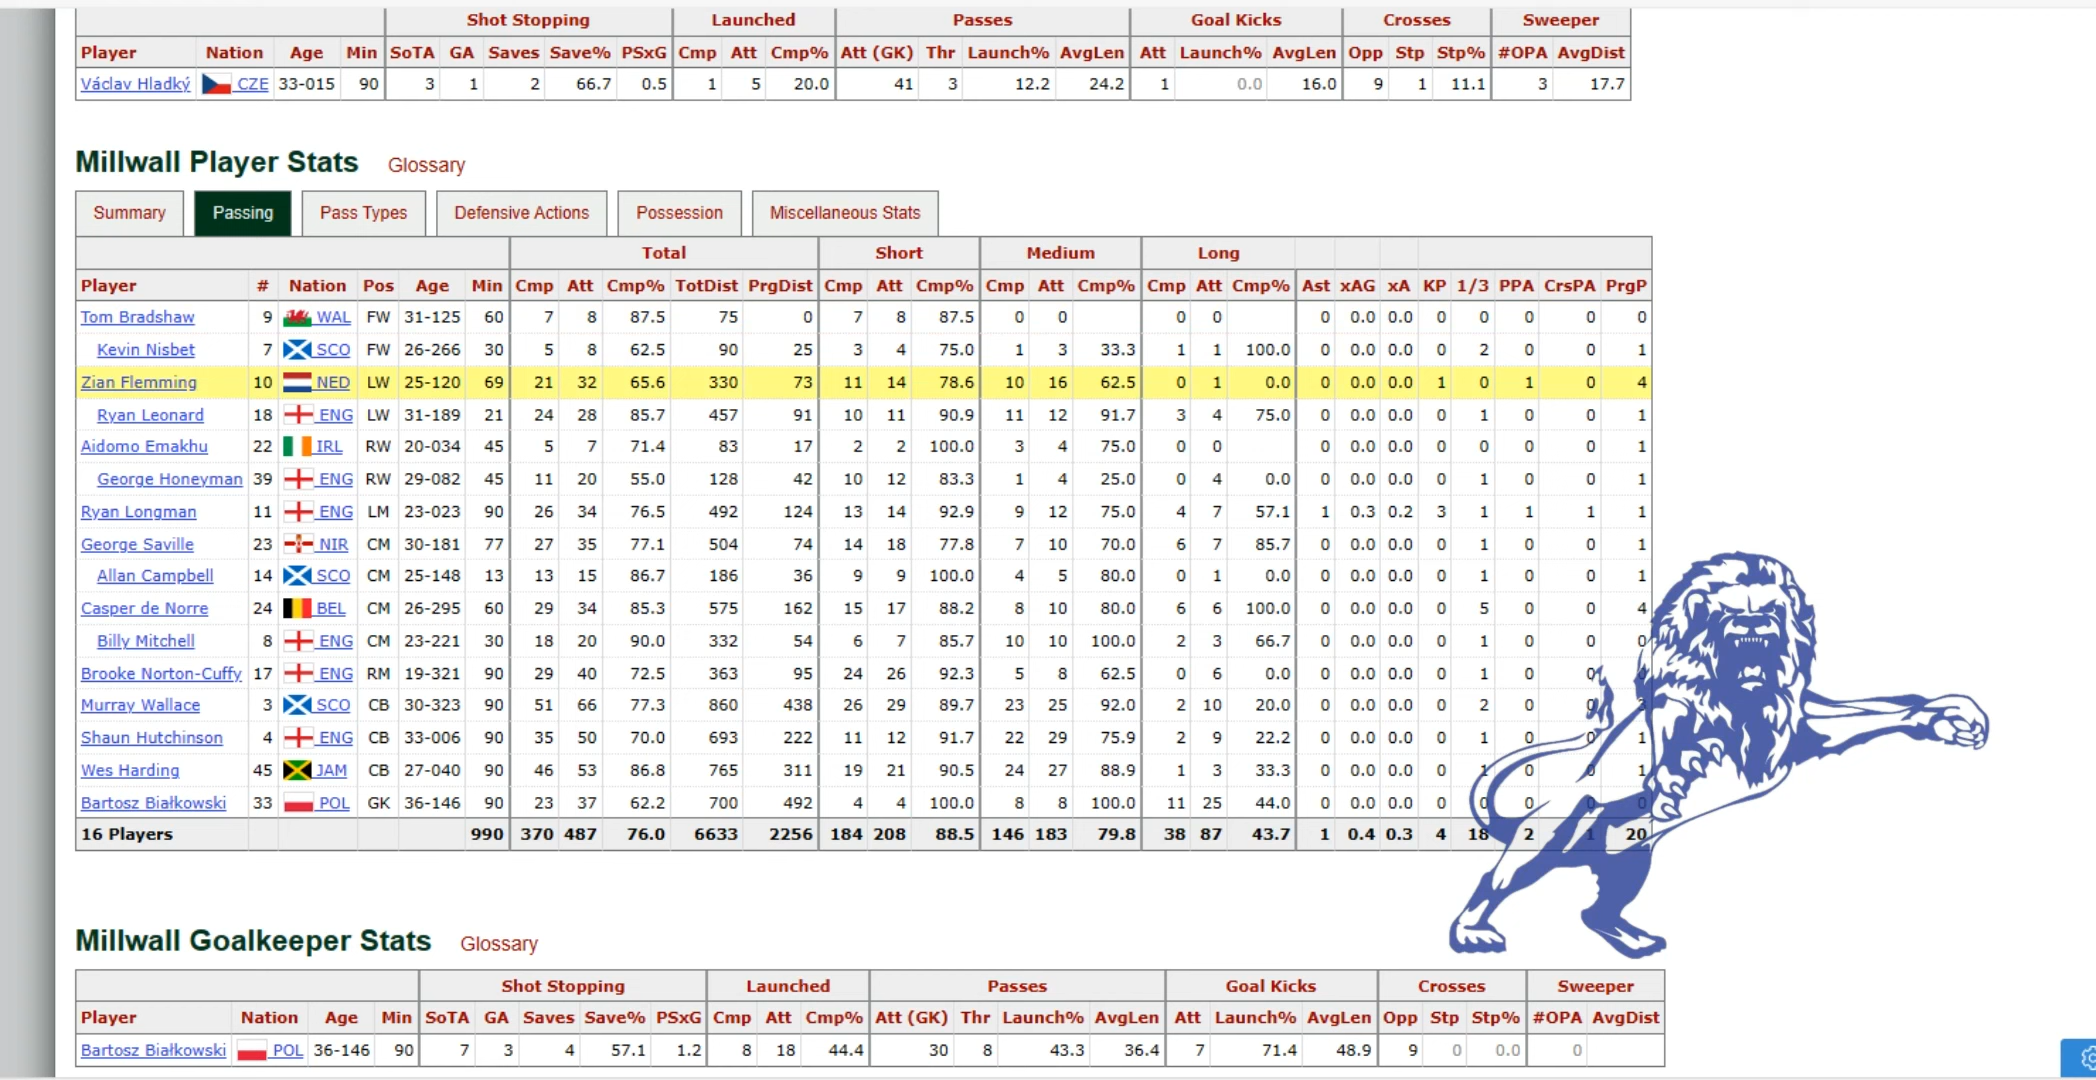 Shot Stopping Launched Passes Goal Kicks Crosses Sweeper
Player Nation Age Min SoTA GA Saves Save% PSxG Cmp Att Cmp% Att (GK) Thr Launch% AvgLen Att Launch% AvgLen Opp Stp Stp% #OPA AvgDist
Václav Hladký CZE 33-015 90 3 1 2 66.7 0.5 1 5 20.0 41 3 12.2 24.2 1 0.0 16.0 9 1 11.1 3 17.7
Millwall Player Stats Glossary
Summary Passing Pass Types Defensive Actions Possession Miscellaneous Stats
Total Short Medium Long
Player # Nation Pos Age Min Cmp Att Cmp% TotDist PrgDist Cmp Att Cmp% Cmp Att Cmp% Cmp Att Cmp% Ast xAG xA KP 1/3 PPA CrsPA PrgP
Tom Bradshaw 9 WAL FW 31-125 60 7 8 87.5 75 0 7 8 87.5 0 0 0 0 0 0.0 0.0 0 0 0 0 0
Kevin Nisbet 7 SCO FW 26-266 30 5 8 62.5 90 25 3 4 75.0 1 3 33.3 1 1 100.0 0 0.0 0.0 0 2 0 0 1
Zian Flemming 10 NED LW 25-120 69 21 32 65.6 330 73 11 14 78.6 10 16 62.5 0 1 0.0 0 0.0 0.0 1 0 1 0 4
Ryan Leonard 18 ENG LW 31-189 21 24 28 85.7 457 91 10 11 90.9 11 12 91.7 3 4 75.0 0 0.0 0.0 0 1 0 0 1
Aidomo Emakhu 22 IRL RW 20-034 45 5 7 71.4 83 17 2 2 100.0 3 4 75.0 0 0 0 0.0 0.0 0 0 0 0 1
George Honeyman 39 ENG RW 29-082 45 11 20 55.0 128 42 10 12 83.3 1 4 25.0 0 4 0.0 0 0.0 0.0 0 1 0 0 1
Ryan Longman 11 ENG LM 23-023 90 26 34 76.5 492 124 13 14 92.9 9 12 75.0 4 7 57.1 1 0.3 0.2 3 1 1 1 1
George Saville 23 NIR CM 30-181 77 27 35 77.1 504 74 14 18 77.8 7 10 70.0 6 7 85.7 0 0.0 0.0 0 1 0 0 1
Allan Campbell 14 SCO CM 25-148 13 13 15 86.7 186 36 9 9 100.0 4 5 80.0 0 1 0.0 0 0.0 0.0 0 1 0 0 1
Casper de Norre 24 BEL CM 26-295 60 29 34 85.3 575 162 15 17 88.2 8 10 80.0 6 6 100.0 0 0.0 0.0 0 5 0 0 4
Billy Mitchell 8 ENG CM 23-221 30 18 20 90.0 332 54 6 7 85.7 10 10 100.0 2 3 66.7 0 0.0 0.0 0 1 0 0 0
Brooke Norton-Cuffy 17 ENG RM 19-321 90 29 40 72.5 363 95 24 26 92.3 5 8 62.5 0 6 0.0 0 0.0 0.0 0 1 0 0
Murray Wallace 3 SCO CB 30-323 90 51 66 77.3 860 438 26 29 89.7 23 25 92.0 2 10 20.0 0 0.0 0.0 0 2 0 0 3
Shaun Hutchinson 4 ENG CB 33-006 90 35 50 70.0 693 222 11 12 91.7 22 29 75.9 2 9 22.2 0 0.0 0.0 0 1 0 0 1
Wes Harding 45 JAM CB 27-040 90 46 53 86.8 765 311 19 21 90.5 24 27 88.9 1 3 33.3 0 0.0 0.0 0 1 0 0 1
Bartosz Białkowski 33 POL GK 36-146 90 23 37 62.2 700 492 4 4 100.0 8 8 100.0 11 25 44.0 0 0.0 0.0 0 0 0 0 0
16 Players 990 370 487 76.0 6633 2256 184 208 88.5 146 183 79.8 38 87 43.7 1 0.4 0.3 4 18 2 1 20
Millwall Goalkeeper Stats Glossary
Shot Stopping Launched Passes Goal Kicks Crosses Sweeper
Player Nation Age Min SoTA GA Saves Save% PSxG Cmp Att Cmp% Att (GK) Thr Launch% AvgLen Att Launch% AvgLen Opp Stp Stp% #OPA AvgDist
Bartosz Białkowski POL 36-146 90 7 3 4 57.1 1.2 8 18 44.4 30 8 43.3 36.4 7 71.4 48.9 9 0 0.0 0